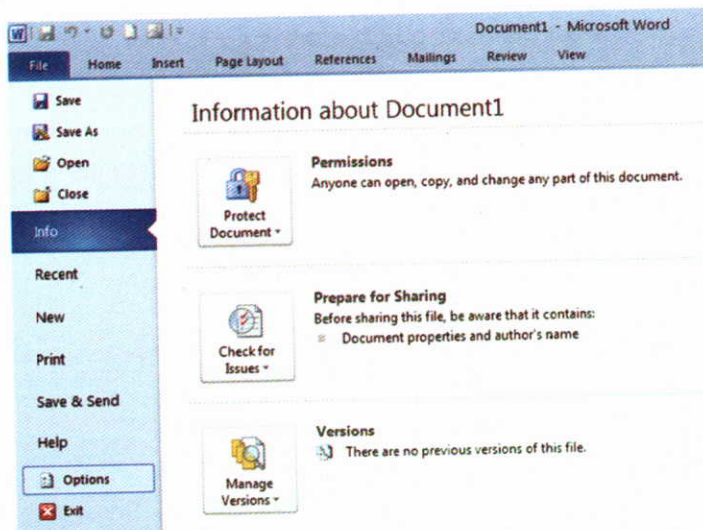 Document1 - Microsoft Word
File Home Insert Page Layout References Mailings Review View
Save
Save As
Open
Close
Info
Recent
New
Print
Save & Send
Help
Options
Exit
Information about Document1
Protect
Document
Permissions
Anyone can open, copy, and change any part of this document.
Check for
Issues
Prepare for Sharing
Before sharing this file, be aware that it contains:
Document properties and author's name
Manage
Versions
Versions
There are no previous versions of this file.